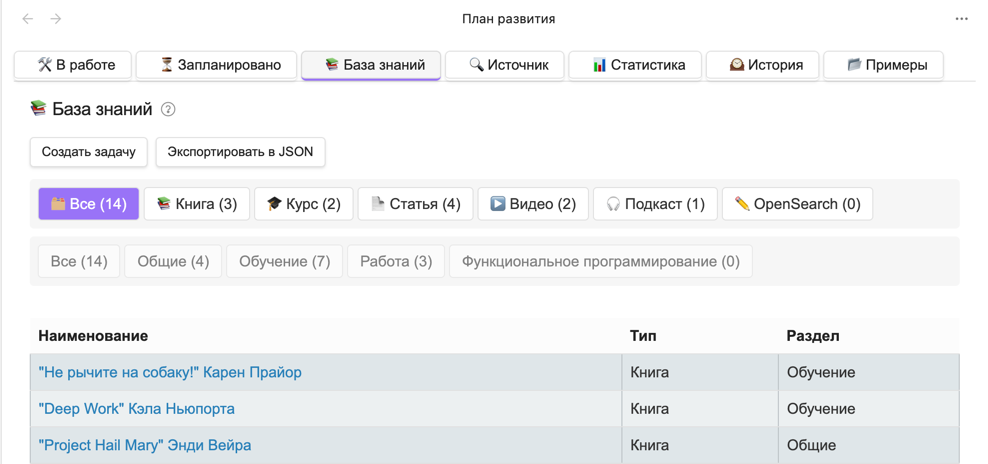 План развития
В работе Запланировано База знаний Источник Статистика История Примеры
База знаний ?
Создать задачу Экспортировать в JSON
Все (14) Книга (3) Курс (2) Статья (4) Видео (2) Подкаст (1) OpenSearch (0)
Все (14) Общие (4) Обучение (7) Работа (3) Функциональное программирование (0)
Наименование Тип Раздел
"Не рычите на собаку!" Карен Прайор Книга Обучение
"Deep Work" Кэла Ньюпорта Книга Обучение
"Project Hail Mary" Энди Вейра Книга Общие